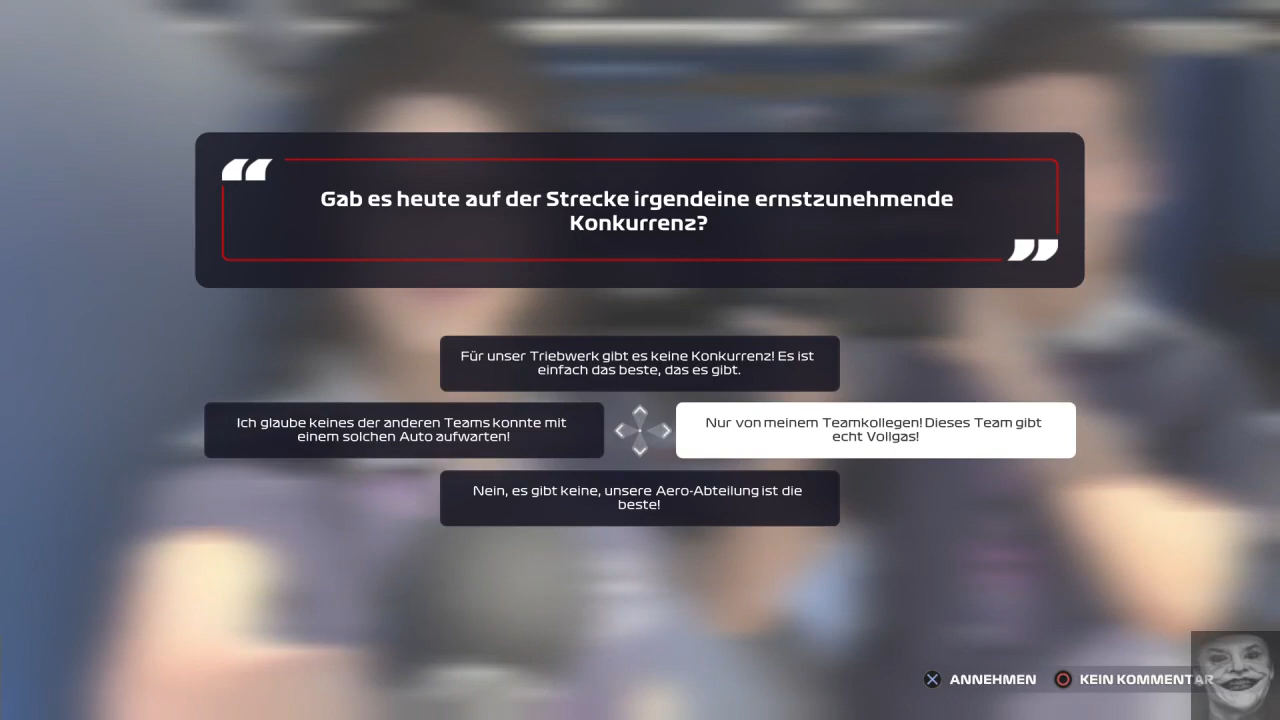 Gab es heute auf der Strecke irgendeine ernstzunehmende
Konkurrenz?
Für unser Triebwerk gibt es keine Konkurrenz! Es ist
einfach das beste, das es gibt.
Ich glaube keines der anderen Teams konnte mit
einem solchen Auto aufwarten!
Nur von meinem Teamkollegen! Dieses Team gibt
echt Vollgas!
Nein, es gibt keine, unsere Aero-Abteilung ist die
beste!
ANNEHMEN
KEIN KOMMENTAR